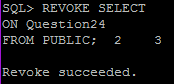 SQL> REVOKE SELECT
ON Question24
FROM PUBLIC;  2    3
Revoke succeeded.